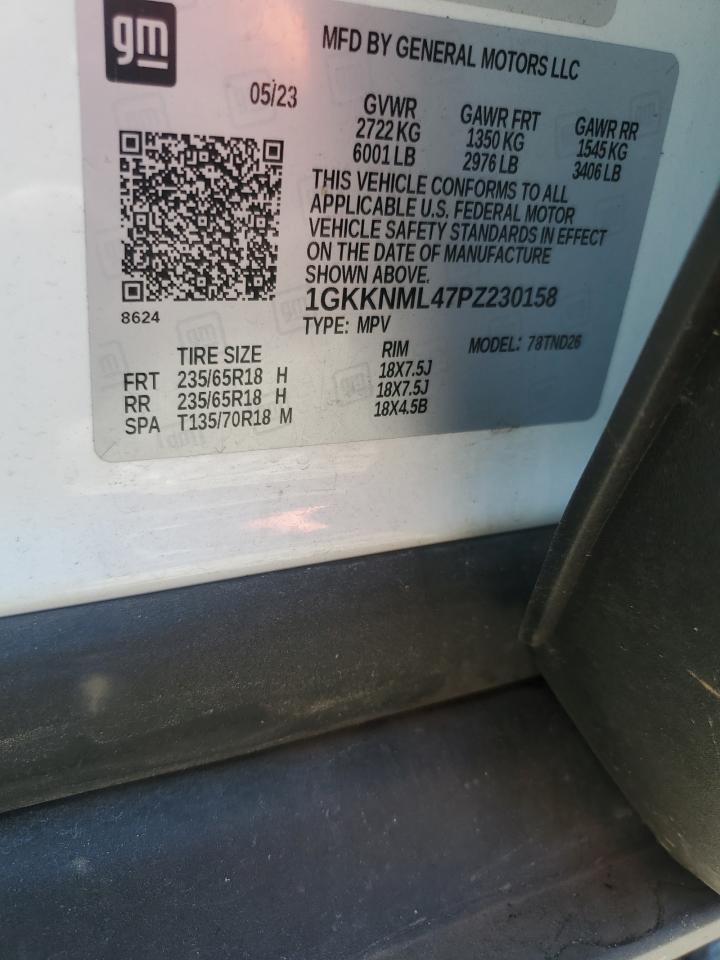 gm
MFD BY GENERAL MOTORS LLC
05/23
GVWR GAWR FRT GAWR RR
2722 KG 1350 KG 1545 KG
6001 LB 2976 LB 3406 LB
THIS VEHICLE CONFORMS TO ALL
APPLICABLE U.S. FEDERAL MOTOR
VEHICLE SAFETY STANDARDS IN EFFECT
ON THE DATE OF MANUFACTURE
SHOWN ABOVE.
1GKKNML47PZ230158
8624
TYPE: MPV MODEL: 78TND26
TIRE SIZE RIM
FRT 235/65R18 H 18X7.5J
RR 235/65R18 H 18X7.5J
SPA T135/70R18 M 18X4.5B